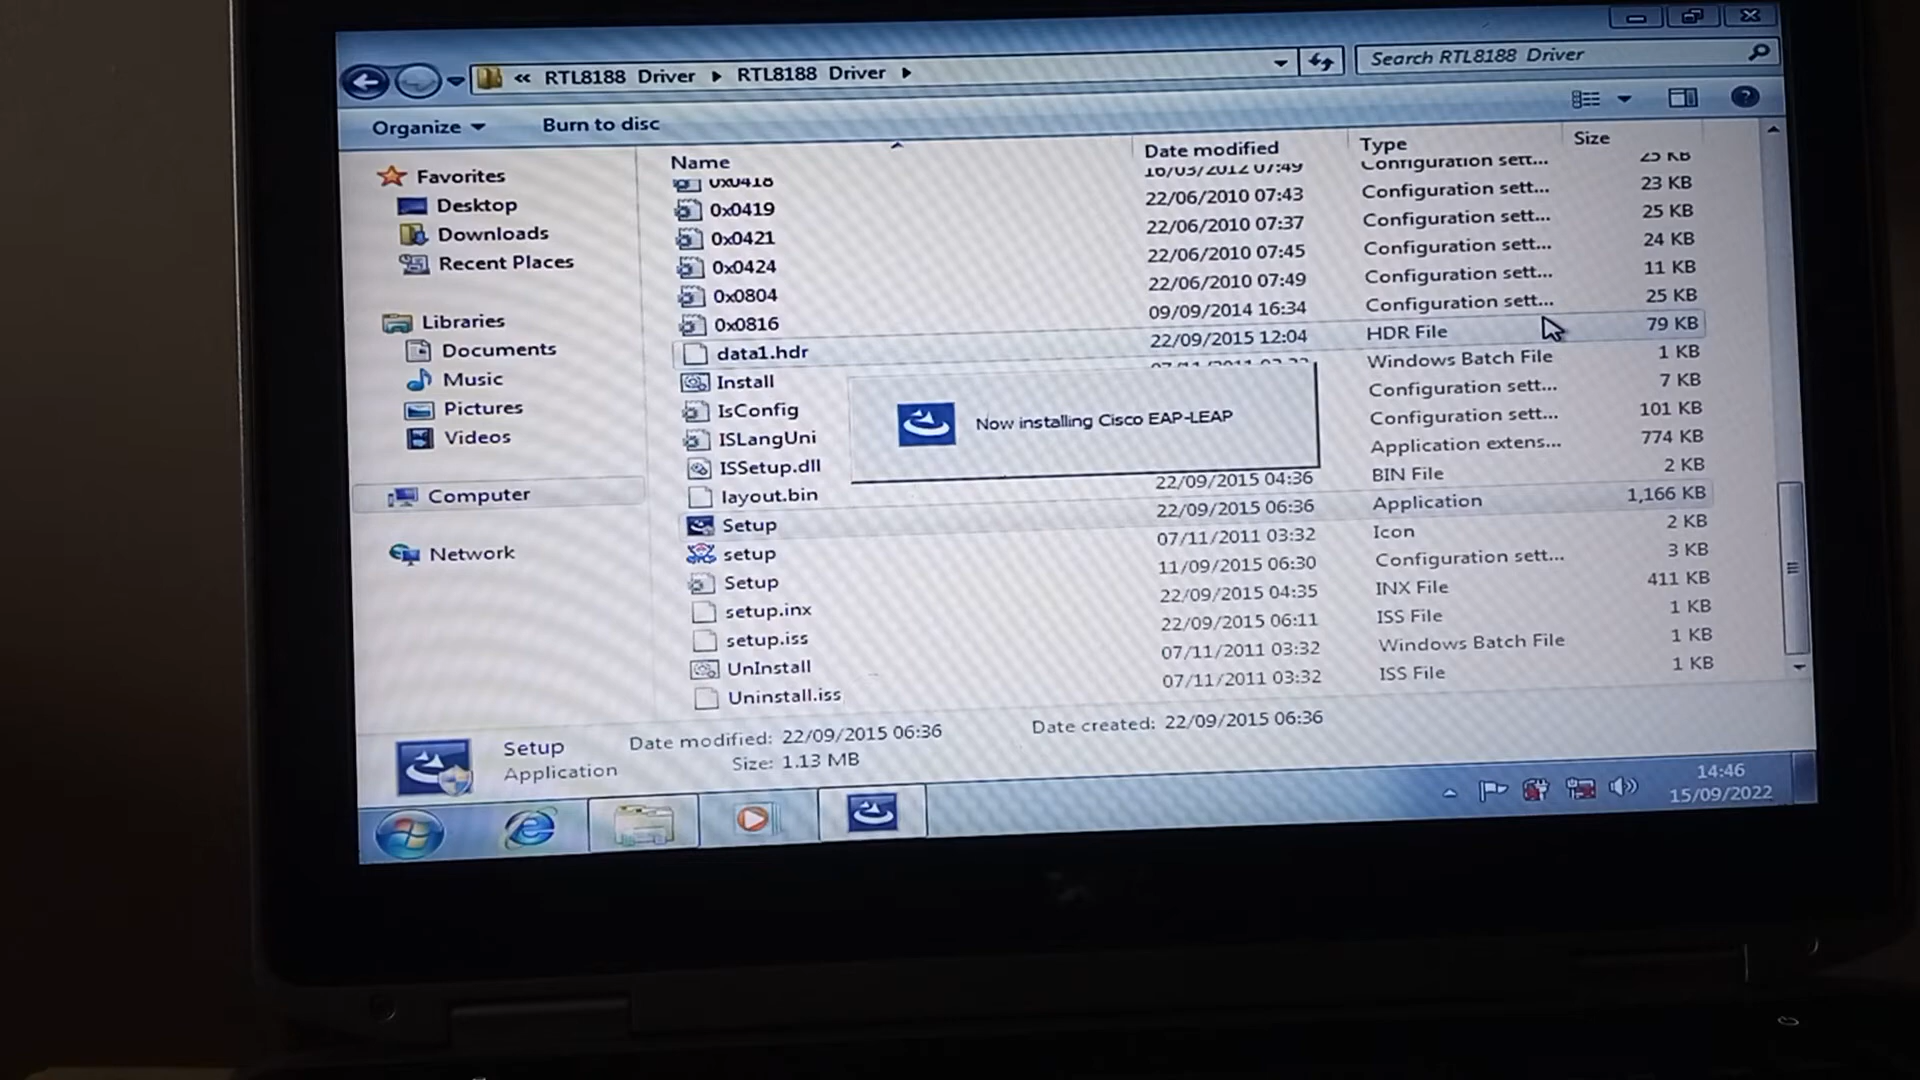 « RTL8188 Driver ▸ RTL8188 Driver ▸
Search RTL8188 Driver
Organize
Burn to disc
Name
Date modified
Type
Size
Favorites
Desktop
Downloads
Recent Places
Libraries
Documents
Music
Pictures
Videos
Computer
Network
0x0418
16/03/2012 07:49
Configuration sett...
25 KB
0x0419
22/06/2010 07:43
Configuration sett...
23 KB
0x0421
22/06/2010 07:37
Configuration sett...
25 KB
0x0424
22/06/2010 07:45
Configuration sett...
24 KB
0x0804
22/06/2010 07:49
Configuration sett...
11 KB
0x0816
09/09/2014 16:34
Configuration sett...
25 KB
data1.hdr
22/09/2015 12:04
HDR File
79 KB
Install
Windows Batch File
1 KB
IsConfig
Configuration sett...
7 KB
ISLangUni
Configuration sett...
101 KB
ISSetup.dll
Application extens...
774 KB
layout.bin
22/09/2015 04:36
BIN File
2 KB
Setup
22/09/2015 06:36
Application
1,166 KB
setup
07/11/2011 03:32
Icon
2 KB
Setup
11/09/2015 06:30
Configuration sett...
3 KB
setup.inx
22/09/2015 04:35
INX File
411 KB
setup.iss
22/09/2015 06:11
ISS File
1 KB
UnInstall
07/11/2011 03:32
Windows Batch File
1 KB
Uninstall.iss
07/11/2011 03:32
ISS File
1 KB
Now installing Cisco EAP-LEAP
Setup
Application
Date modified: 22/09/2015 06:36
Size: 1.13 MB
Date created: 22/09/2015 06:36
14:46
15/09/2022